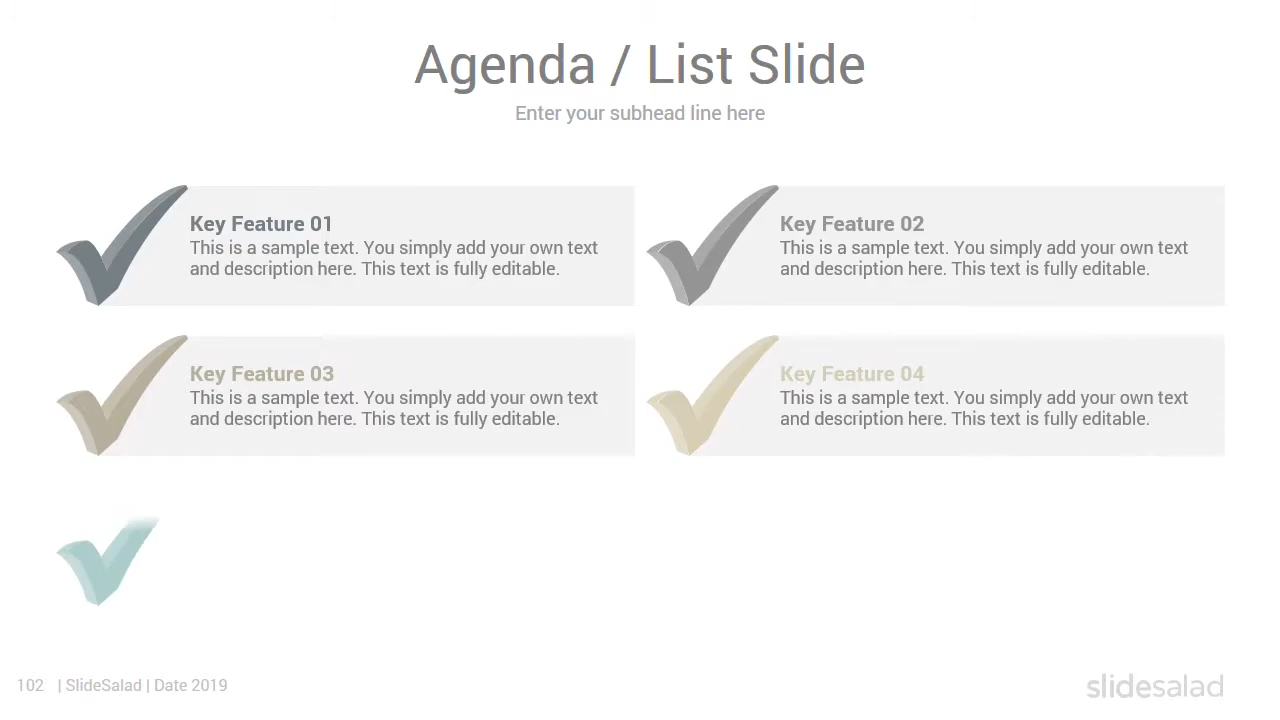 Agenda / List Slide
Enter your subhead line here
Key Feature 01
This is a sample text. You simply add your own text
and description here. This text is fully editable.
Key Feature 02
This is a sample text. You simply add your own text
and description here. This text is fully editable.
Key Feature 03
This is a sample text. You simply add your own text
and description here. This text is fully editable.
Key Feature 04
This is a sample text. You simply add your own text
and description here. This text is fully editable.
102 | SlideSalad | Date 2019
slidesalad